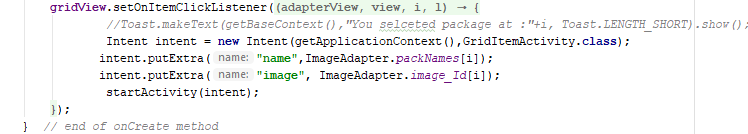 gridView.setOnItemClickListener((adapterView, view, i, l) → {
//Toast.makeText(getBaseContext(),"You selceted package at :"+i, Toast.LENGTH_SHORT).show();
Intent intent = new Intent(getApplicationContext(),GridItemActivity.class);
intent.putExtra( name: "name",ImageAdapter.packNames[i]);
intent.putExtra( name: "image", ImageAdapter.image_Id[i]);
startActivity(intent);
});
} // end of onCreate method